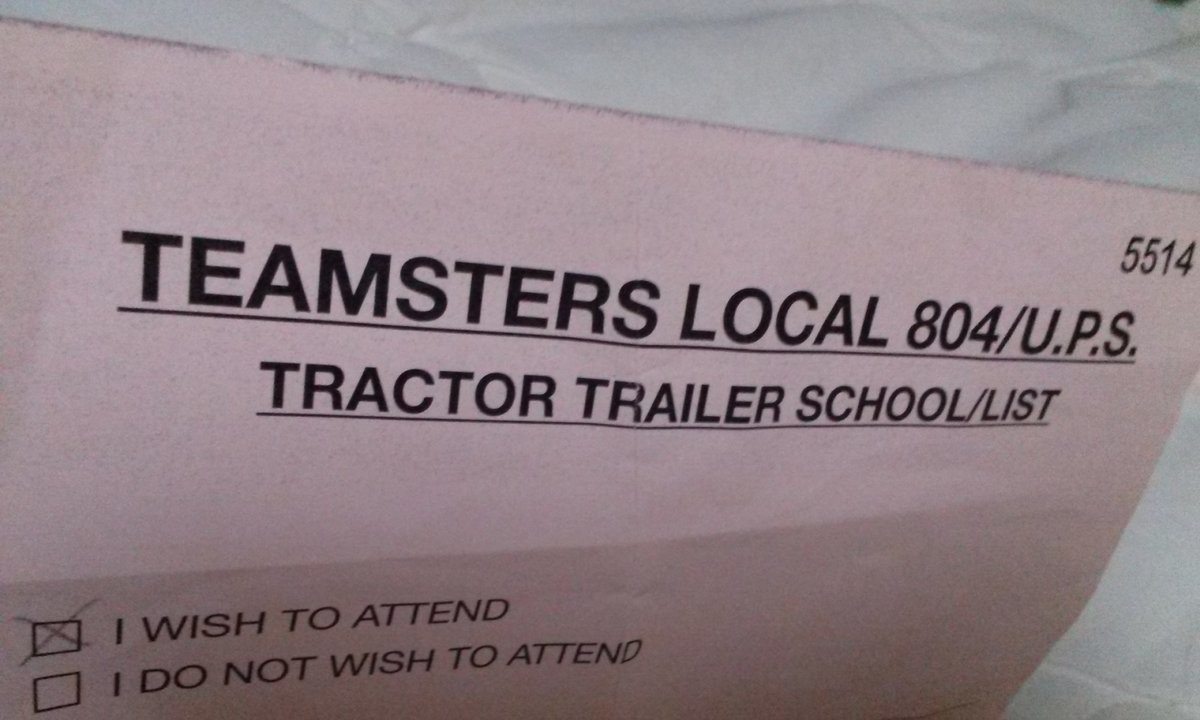 5514
TEAMSTERS LOCAL 804/U.P.S.
TRACTOR TRAILER SCHOOL/LIST
I WISH TO ATTEND
I DO NOT WISH TO ATTEND